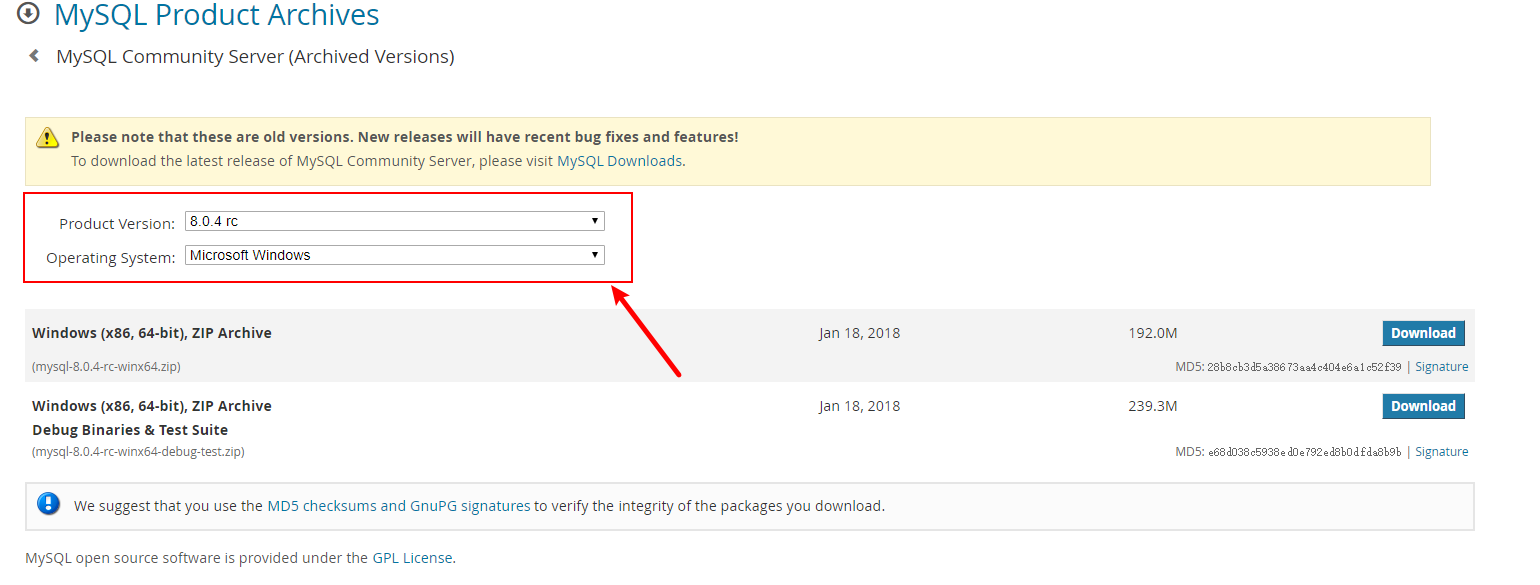 MySQL Product Archives
MySQL Community Server (Archived Versions)
Please note that these are old versions. New releases will have recent bug fixes and features!
To download the latest release of MySQL Community Server, please visit MySQL Downloads.
Product Version: 8.0.4 rc
Operating System: Microsoft Windows
Windows (x86, 64-bit), ZIP Archive Jan 18, 2018 192.0M Download
(mysql-8.0.4-rc-winx64.zip) MD5: 28b8cb3d5a38673aa4c404e6a1c52f39 | Signature
Windows (x86, 64-bit), ZIP Archive Jan 18, 2018 239.3M Download
Debug Binaries & Test Suite
(mysql-8.0.4-rc-winx64-debug-test.zip) MD5: e68d038c5938ed0e792ed8b0dfda8b9b | Signature
We suggest that you use the MD5 checksums and GnuPG signatures to verify the integrity of the packages you download.
MySQL open source software is provided under the GPL License.